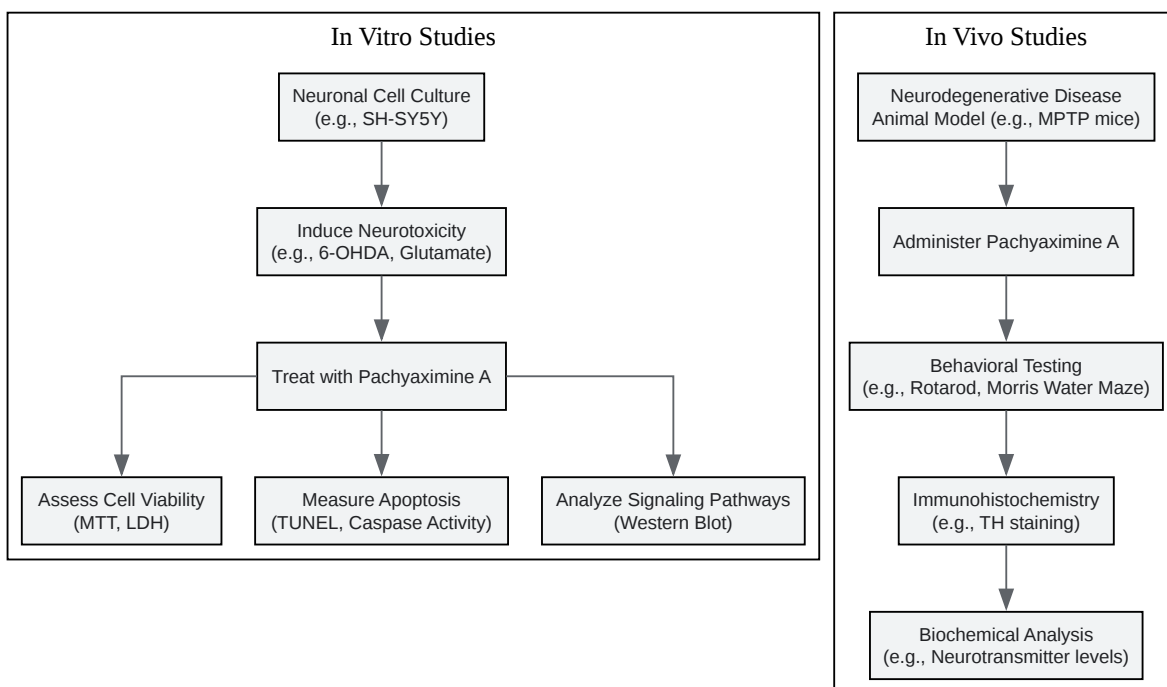 In Vitro Studies
Neuronal Cell Culture
(e.g., SH-SY5Y)
Induce Neurotoxicity
(e.g., 6-OHDA, Glutamate)
Treat with Pachyaximine A
Assess Cell Viability
(MTT, LDH)
Measure Apoptosis
(TUNEL, Caspase Activity)
Analyze Signaling Pathways
(Western Blot)
In Vivo Studies
Neurodegenerative Disease
Animal Model (e.g., MPTP mice)
Administer Pachyaximine A
Behavioral Testing
(e.g., Rotarod, Morris Water Maze)
Immunohistochemistry
(e.g., TH staining)
Biochemical Analysis
(e.g., Neurotransmitter levels)